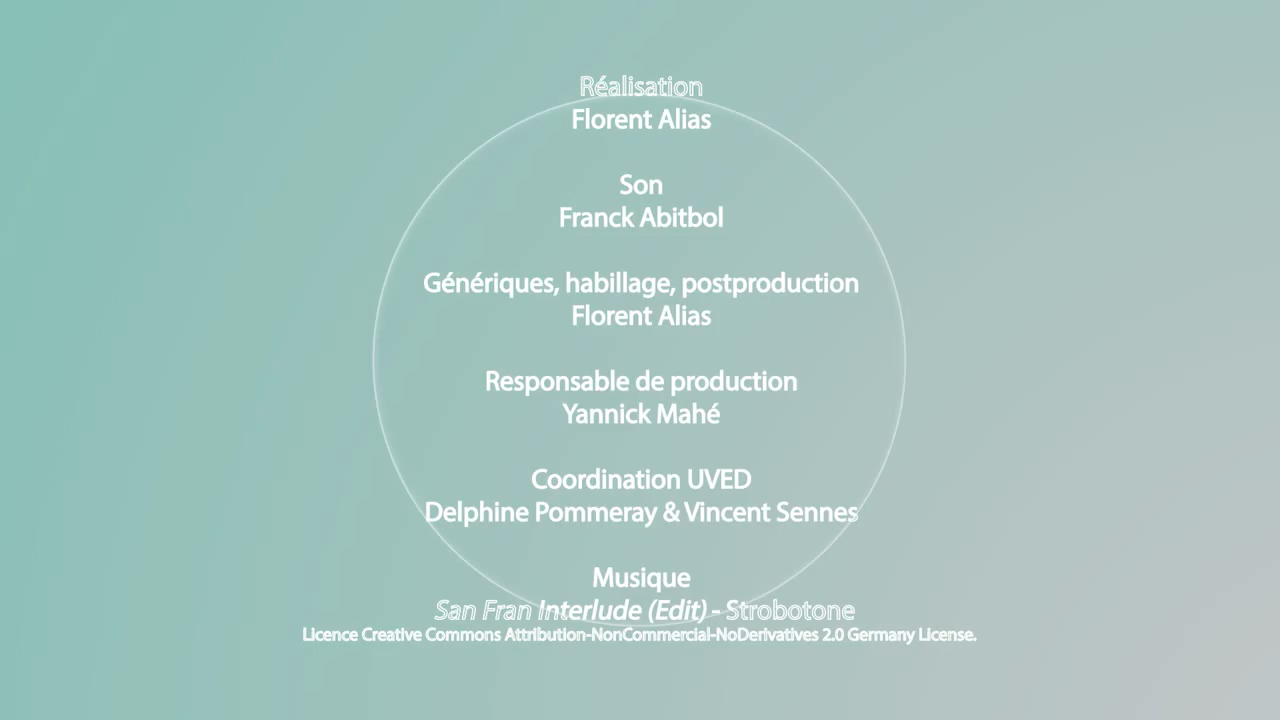 Réalisation
Florent Alias
Son
Franck Abitbol
Génériques, habillage, postproduction
Florent Alias
Responsable de production
Yannick Mahé
Coordination UVED
Delphine Pommeray & Vincent Sennes
Musique
San Fran Interlude (Edit) - Strobotone
Licence Creative Commons Attribution-NonCommercial-NoDerivatives 2.0 Germany License.